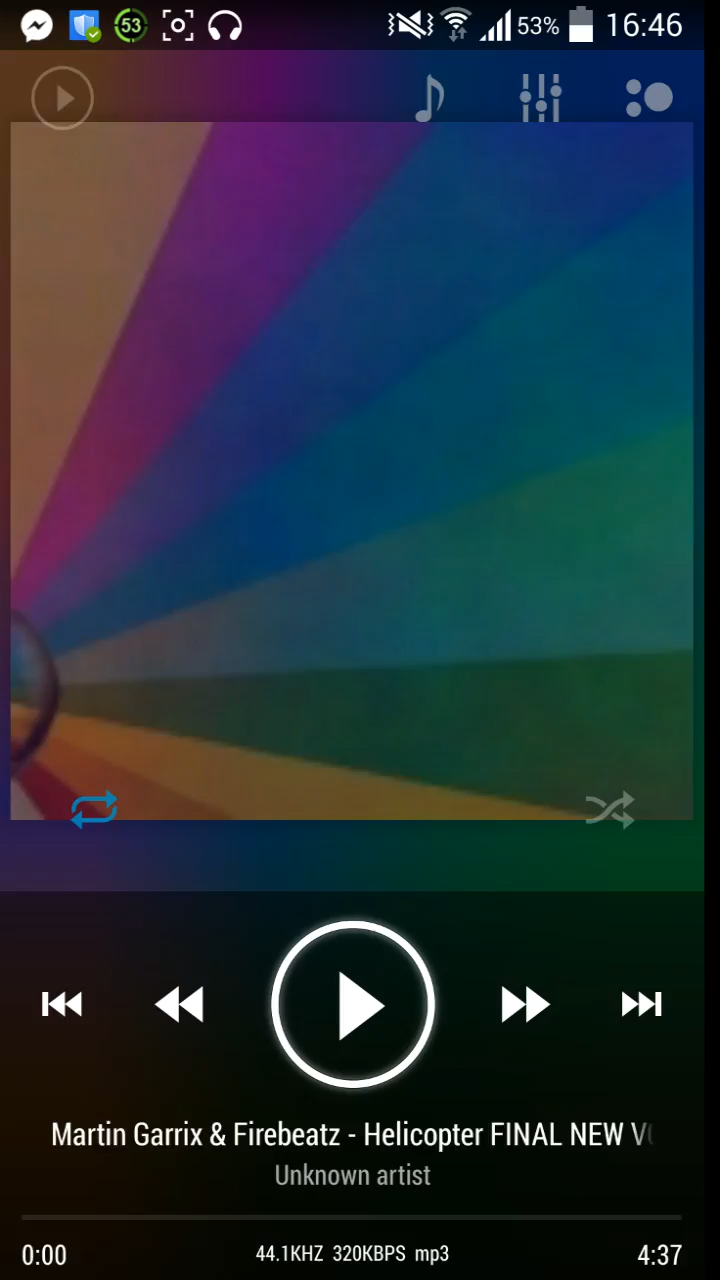 53 53% 16:46
Martin Garrix & Firebeatz - Helicopter FINAL NEW
Unknown artist
0:00 44.1KHZ 320KBPS mp3 4:37